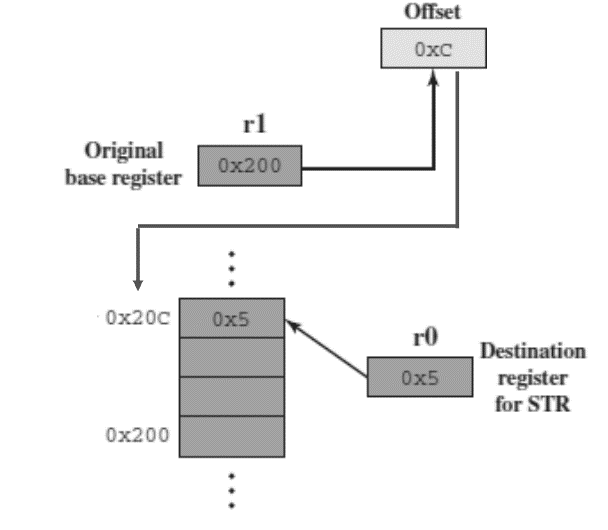 Offset
0xC
r1
Original
base register
0x200
0x20C
0x5
r0
0x5
Destination
register
for STR
0x200